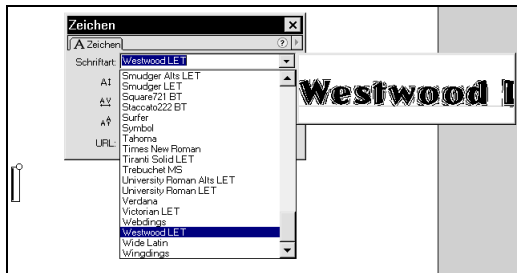 Zeichen
A Zeichen
Schriftart: Westwood LET
Westwood L
Smudger Alts LET
Smudger LET
Square721 BT
Staccato222 BT
Surfer
Symbol
Tahoma
Times New Roman
Tiranti Solid LET
Trebuchet MS
University Roman Alts LET
University Roman LET
Verdana
Victorian LET
Webdings
Westwood LET
Wide Latin
Wingdings
AI
AV
AA
URL: